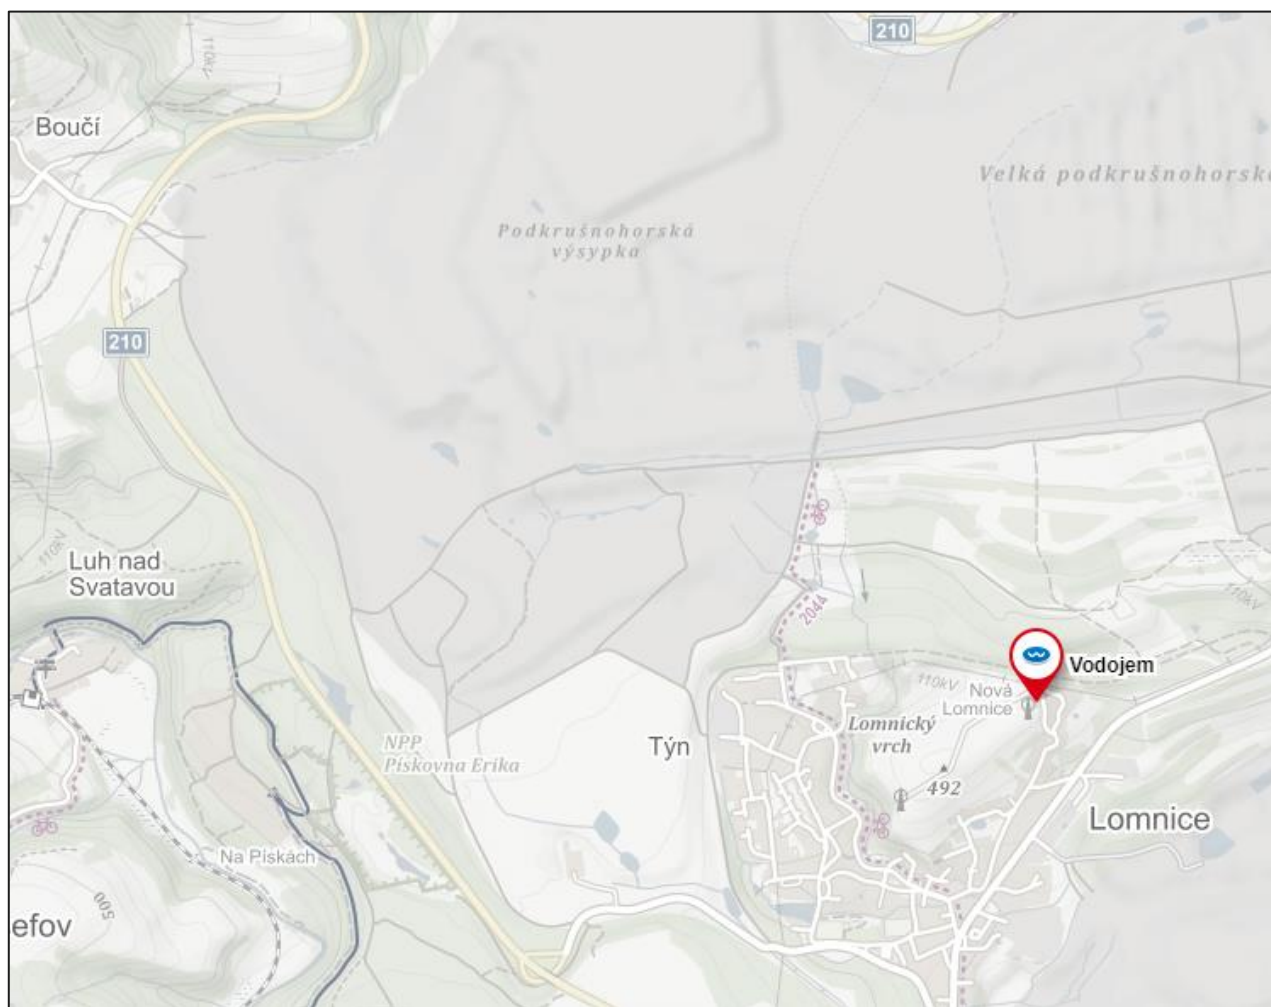 210
110kV
Boučí
Velká podkrušnohorská
Podkrušnohorská
výsypka
210
110kV
Luh nad
Svatavou
2044
110kV
110kV
Vodojem
Nová
Lomnice
Lomnický
vrch
NPP
Pískovna Erika
Týn
492
Lomnice
Na Pískách
500
efov